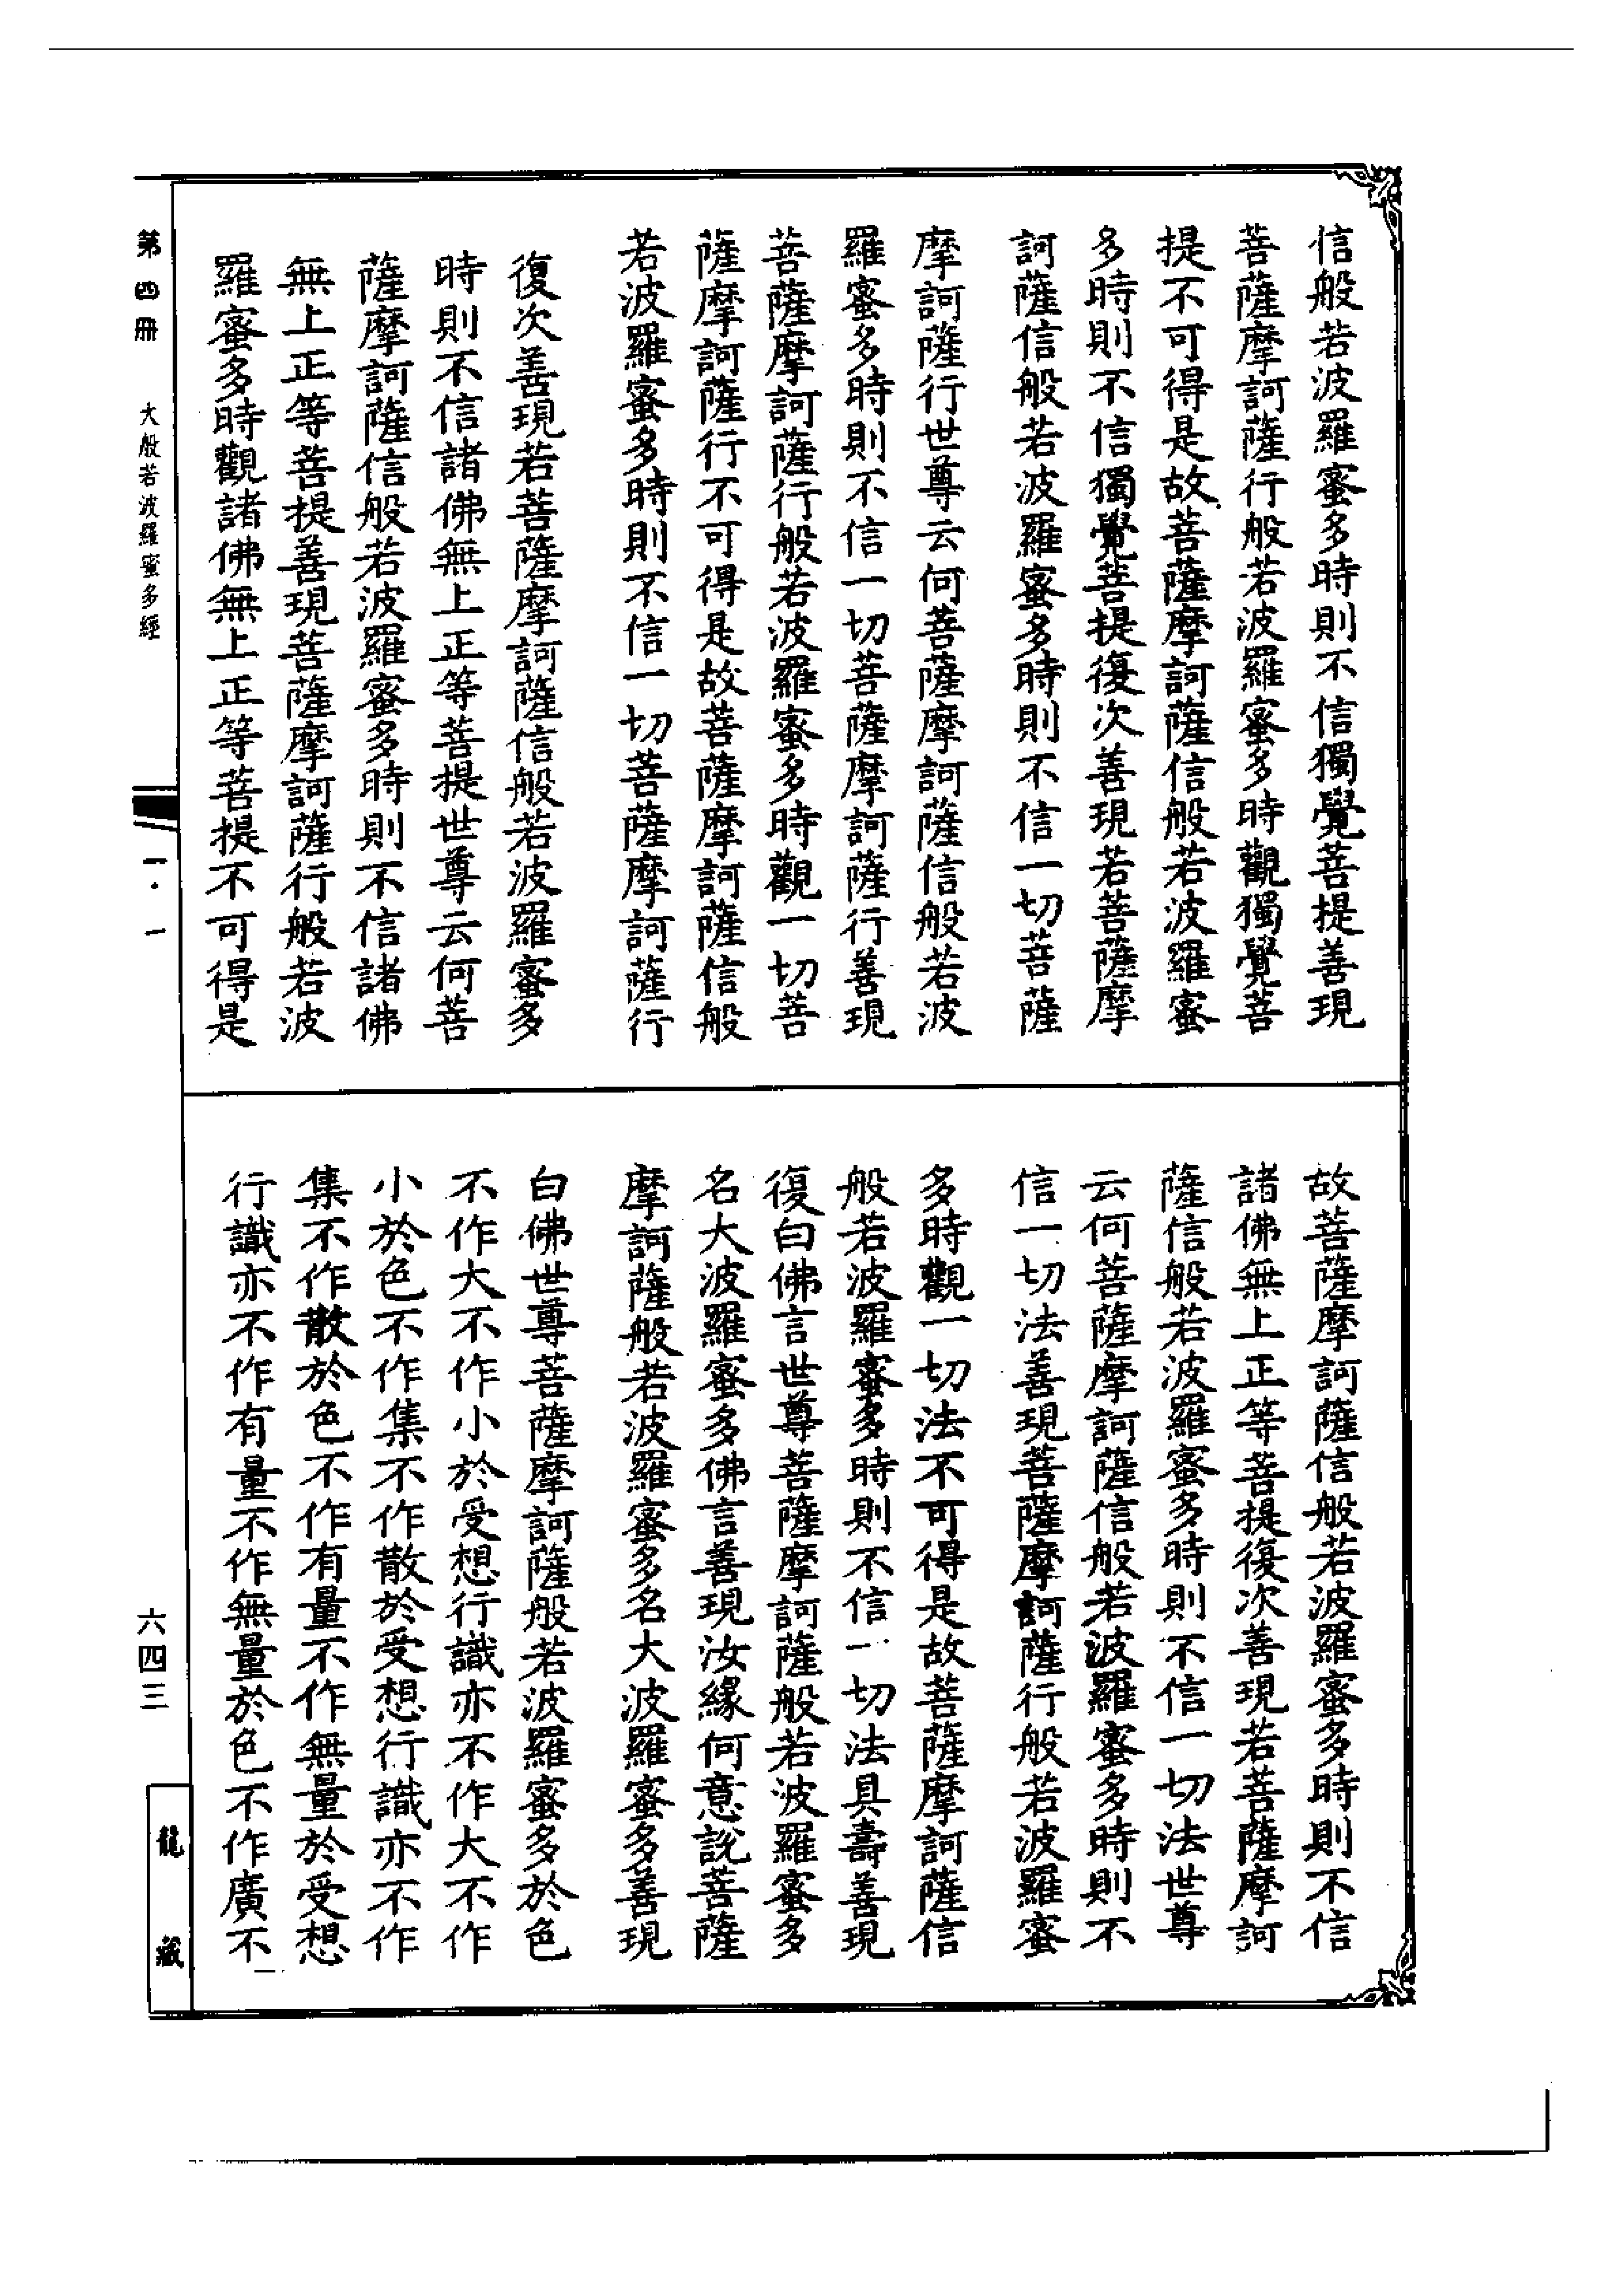 信般若波羅蜜多時則不信獨覺菩提善現
菩薩摩訶薩行般若波羅蜜多時觀獨覺菩
提不可得是故菩薩摩訶薩信般若波羅蜜
多時則不信獨覺菩提復次善現若菩薩摩
訶薩信般若波羅蜜多時則不信一切菩薩
摩訶薩行世尊云何菩薩摩訶薩信般若波
羅蜜多時則不信一切菩薩摩訶薩行善現
菩薩摩訶薩行般若波羅蜜多時觀一切菩
薩摩訶薩行不可得是故菩薩摩訶薩信般
若波羅蜜多時則不信一切菩薩摩訶薩行
復次善現若菩薩摩訶薩信般若波羅蜜多
時則不信諸佛無上正等菩提世尊云何菩
薩摩訶薩信般若波羅蜜多時則不信諸佛
無上正等菩提善現菩薩摩訶薩行般若波
羅蜜多時觀諸佛無上正等菩提不可得是
故菩薩摩訶薩信般若波羅蜜多時則不信
諸佛無上正等菩提復次善現若菩薩摩訶
薩信般若波羅蜜多時則不信一切法世尊
云何菩薩摩訶薩信般若波羅蜜多時則不
信一切法善現菩薩摩訶薩行般若波羅蜜
多時觀一切法不可得是故菩薩摩訶薩信
般若波羅蜜多時則不信一切法具壽善現
復白佛言世尊菩薩摩訶薩般若波羅蜜多
名大波羅蜜多佛言善現汝緣何意說菩薩
摩訶薩般若波羅蜜多名大波羅蜜多善現
白佛世尊菩薩摩訶薩般若波羅蜜多於色
不作大不作小於受想行識亦不作大不作
小於色不作集不作散於受想行識亦不作
集不作散於色不作有量不作無量於受想
行識亦不作有量不作無量於色不作廣不
第四冊 大般若波羅蜜多經 一·一 六四三
龍藏